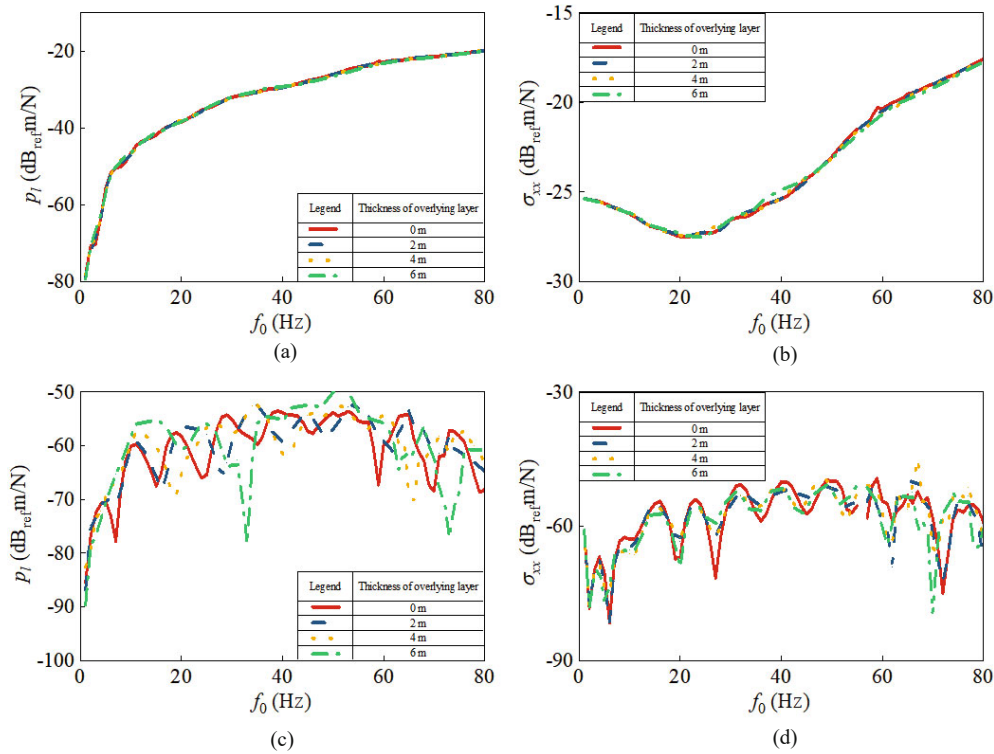 p_l (dB_ref m/N)
-20
-40
-60
-80
0 20 40 60 80
f_0 (Hz)
Legend Thickness of overlying layer
0 m
2 m
4 m
6 m
(a)
σ_xx (dB_ref m/N)
-15
-20
-25
-30
0 20 40 60 80
f_0 (Hz)
Legend Thickness of overlying layer
0 m
2 m
4 m
6 m
(b)
p_l (dB_ref m/N)
-50
-60
-70
-80
-90
-100
0 20 40 60 80
f_0 (Hz)
Legend Thickness of overlying layer
0 m
2 m
4 m
6 m
(c)
σ_xx (dB_ref m/N)
-30
-60
-90
0 20 40 60 80
f_0 (Hz)
Legend Thickness of overlying layer
0 m
2 m
4 m
6 m
(d)